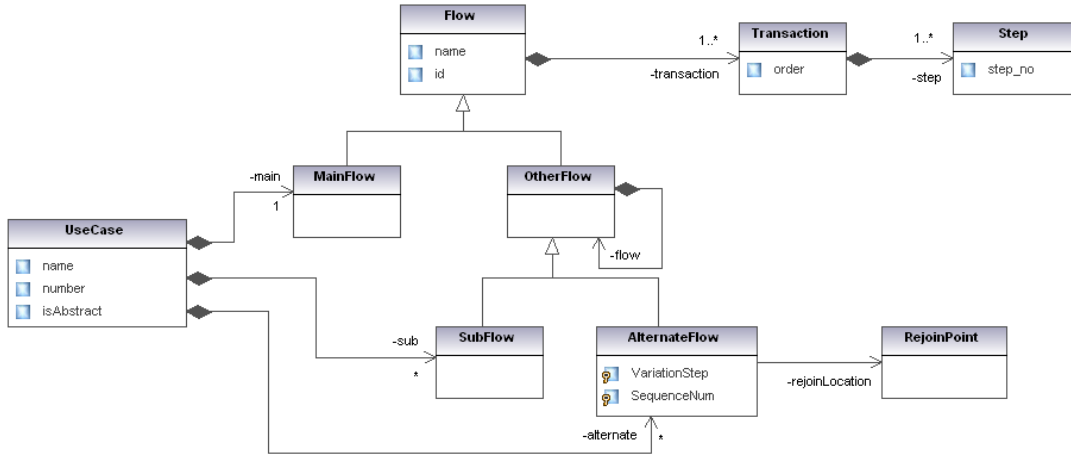 Flow
name
id
1..*
-transaction
Transaction
order
1..*
-step
Step
step_no
-main
1
MainFlow
OtherFlow
-flow
UseCase
name
number
isAbstract
-sub
*
SubFlow
AlternateFlow
VariationStep
SequenceNum
-rejoinLocation
RejoinPoint
-alternate
*